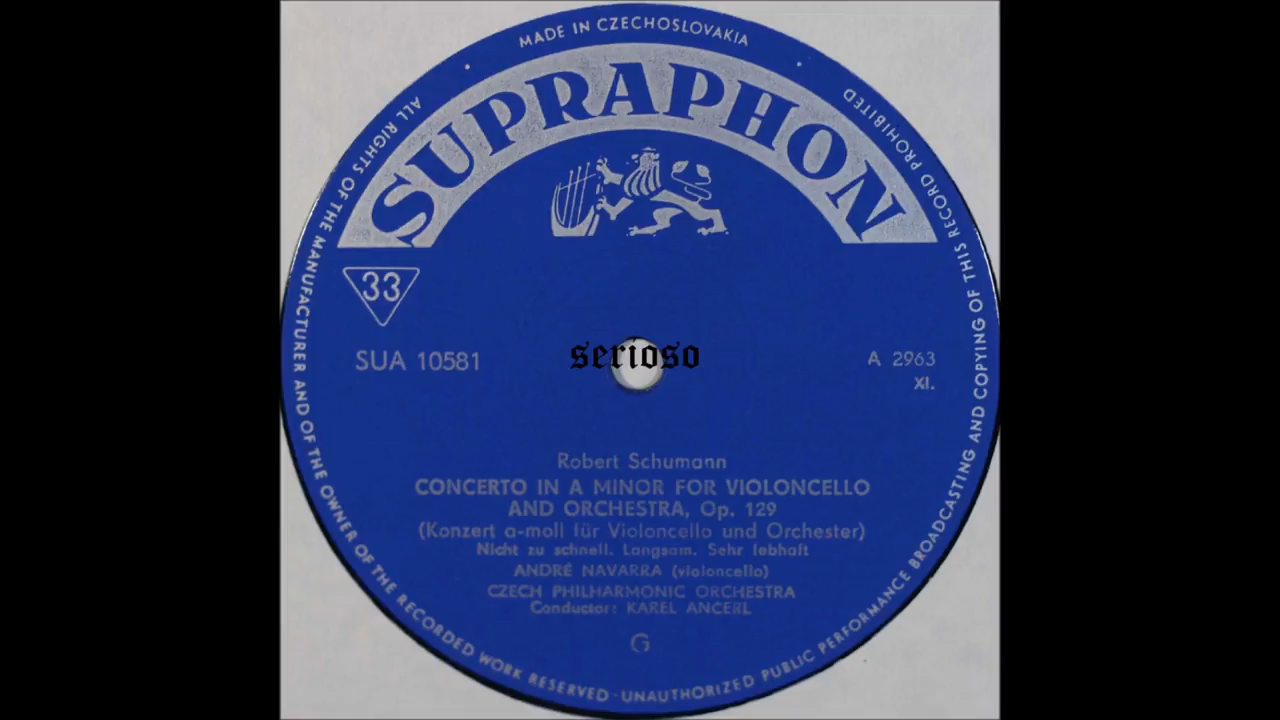 MADE IN CZECHOSLOVAKIA
ALL RIGHTS OF THE MANUFACTURER AND OF THE OWNER OF THE RECORDED WORK RESERVED · UNAUTHORIZED PUBLIC PERFORMANCE BROADCASTING AND COPYING OF THIS RECORD PROHIBITED
SUPRAPHON
33
SUA 10581
serioso
A 2963
XI.
Robert Schumann
CONCERTO IN A MINOR FOR VIOLONCELLO
AND ORCHESTRA, Op. 129
(Konzert a-moll für Violoncello und Orchester)
Nicht zu schnell. Langsam. Sehr lebhaft
ANDRÉ NAVARRA (violoncello)
CZECH PHILHARMONIC ORCHESTRA
Conductor: KAREL ANČERL
G